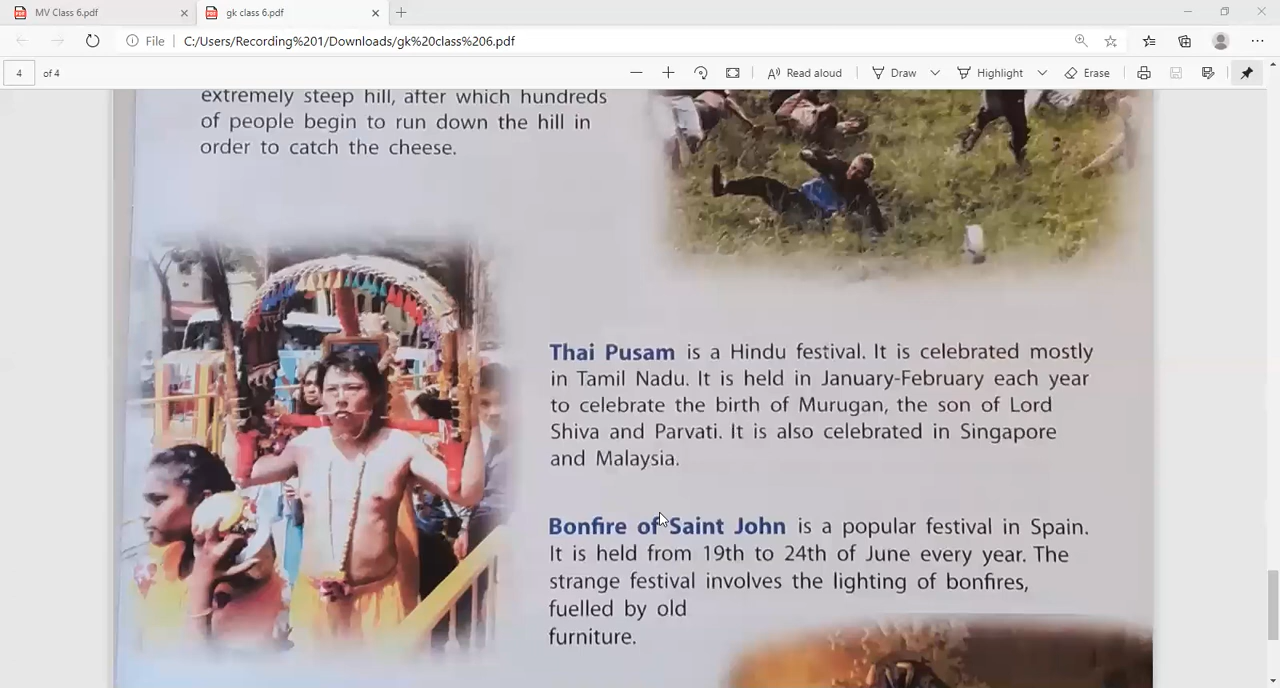 MV Class 6.pdf
gk class 6.pdf
File
C:/Users/Recording%201/Downloads/gk%20class%206.pdf
4
of 4
Read aloud
Draw
Highlight
Erase
extremely steep hill, after which hundreds
of people begin to run down the hill in
order to catch the cheese.
Thai Pusam is a Hindu festival. It is celebrated mostly
in Tamil Nadu. It is held in January-February each year
to celebrate the birth of Murugan, the son of Lord
Shiva and Parvati. It is also celebrated in Singapore
and Malaysia.
Bonfire of Saint John is a popular festival in Spain.
It is held from 19th to 24th of June every year. The
strange festival involves the lighting of bonfires,
fuelled by old
furniture.